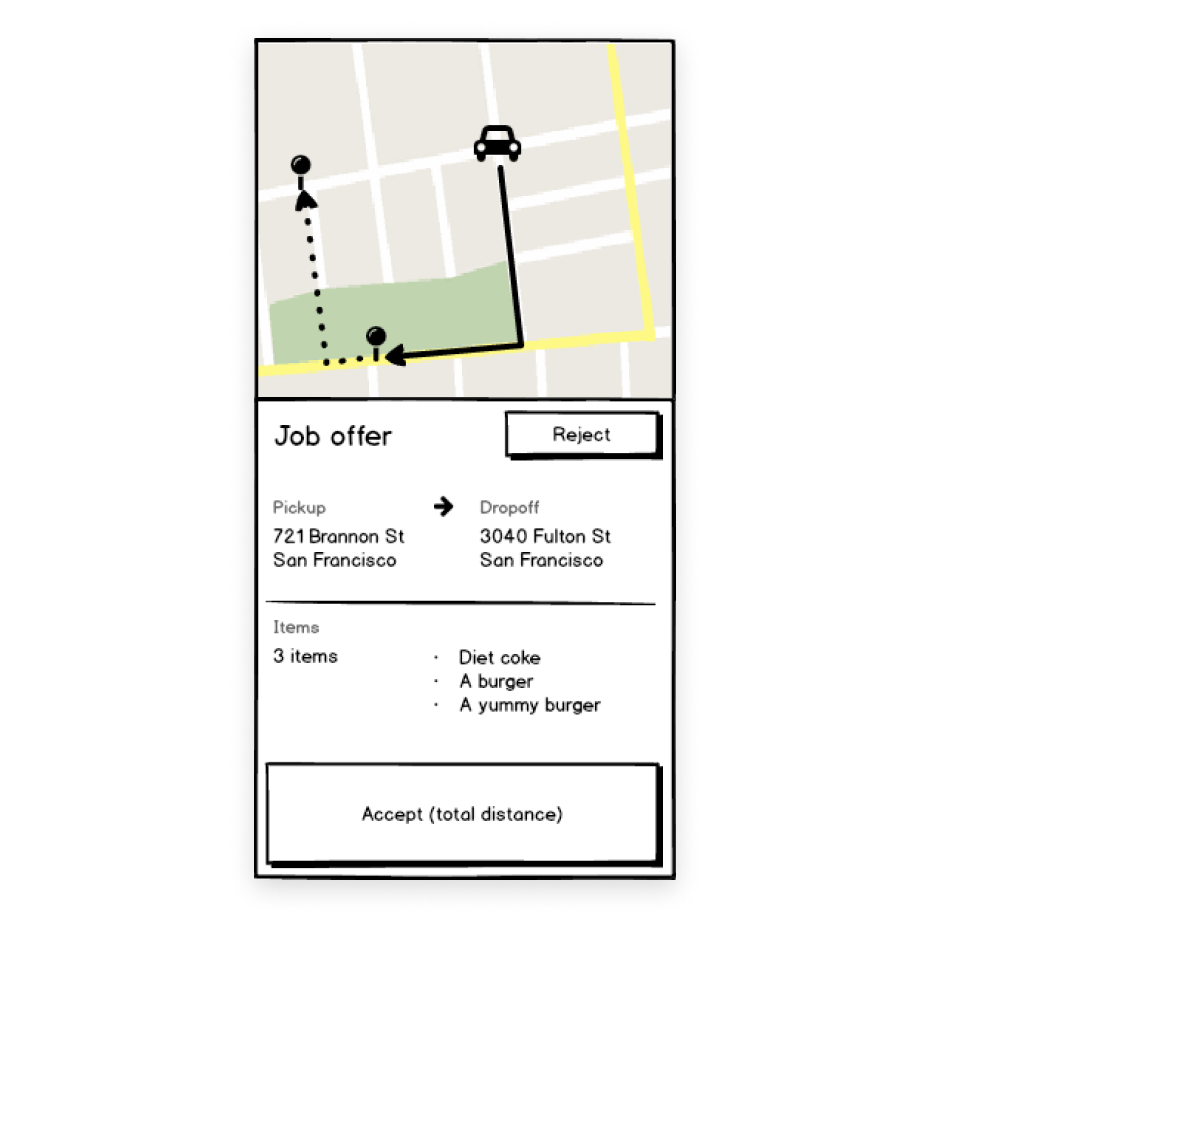 Job offer
Reject
Pickup
Dropoff
721 Brannon St
San Francisco
3040 Fulton St
San Francisco
Items
3 items
· Diet coke
· A burger
· A yummy burger
Accept (total distance)